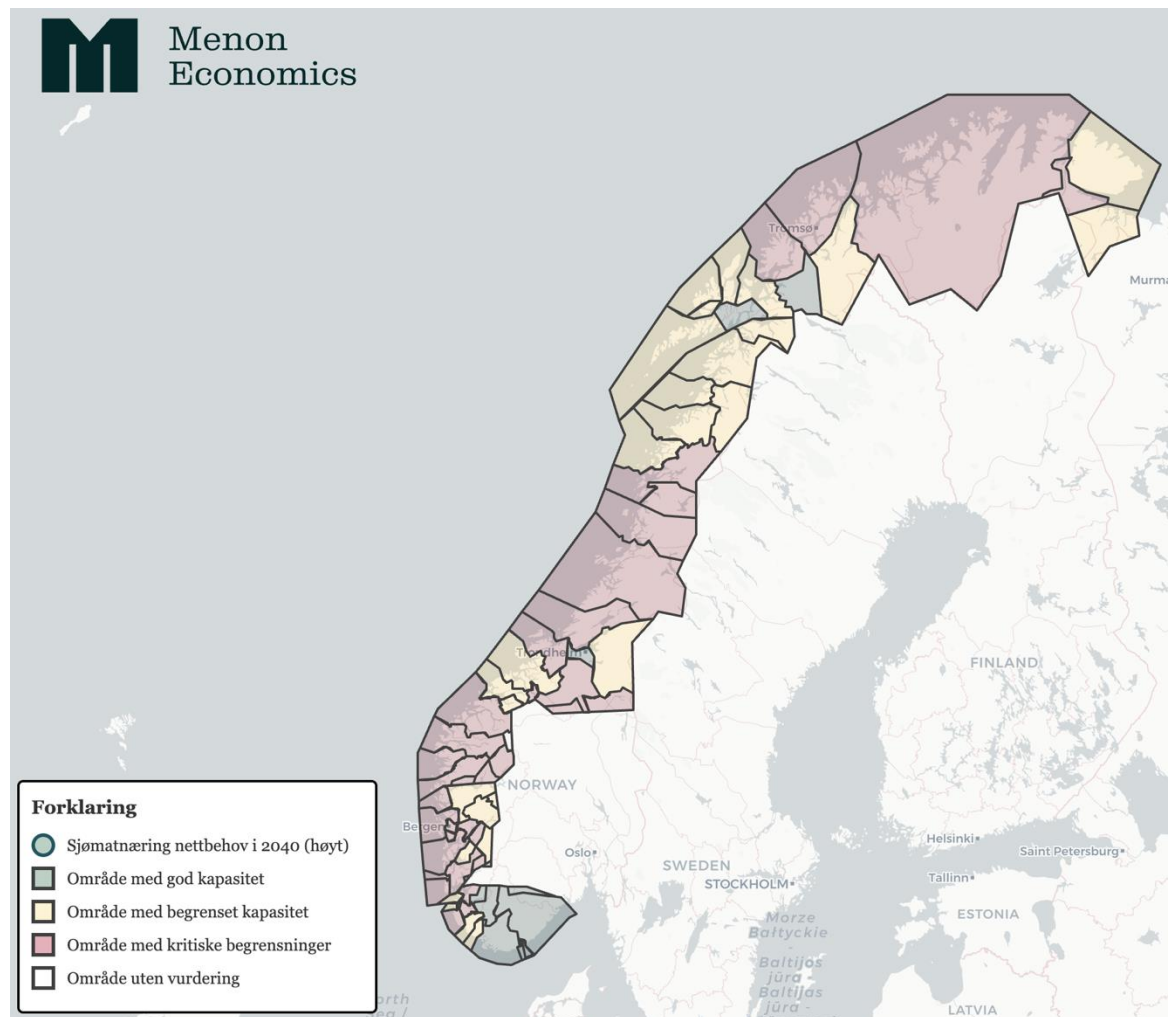 Menon
Economics
Tromsø
Murma
Trondheim
FINLAND
NORWAY
Bergen
Oslo
Helsinki
Saint Petersburg
SWEDEN
Tallinn
STOCKHOLM
ESTONIA
Morze
Bałtyckie
-
Baltijos
jūra -
Baltijas
jūra -
LATVIA
orth
ea /
Forklaring
Sjømatnæring nettbehov i 2040 (høyt)
Område med god kapasitet
Område med begrenset kapasitet
Område med kritiske begrensninger
Område uten vurdering